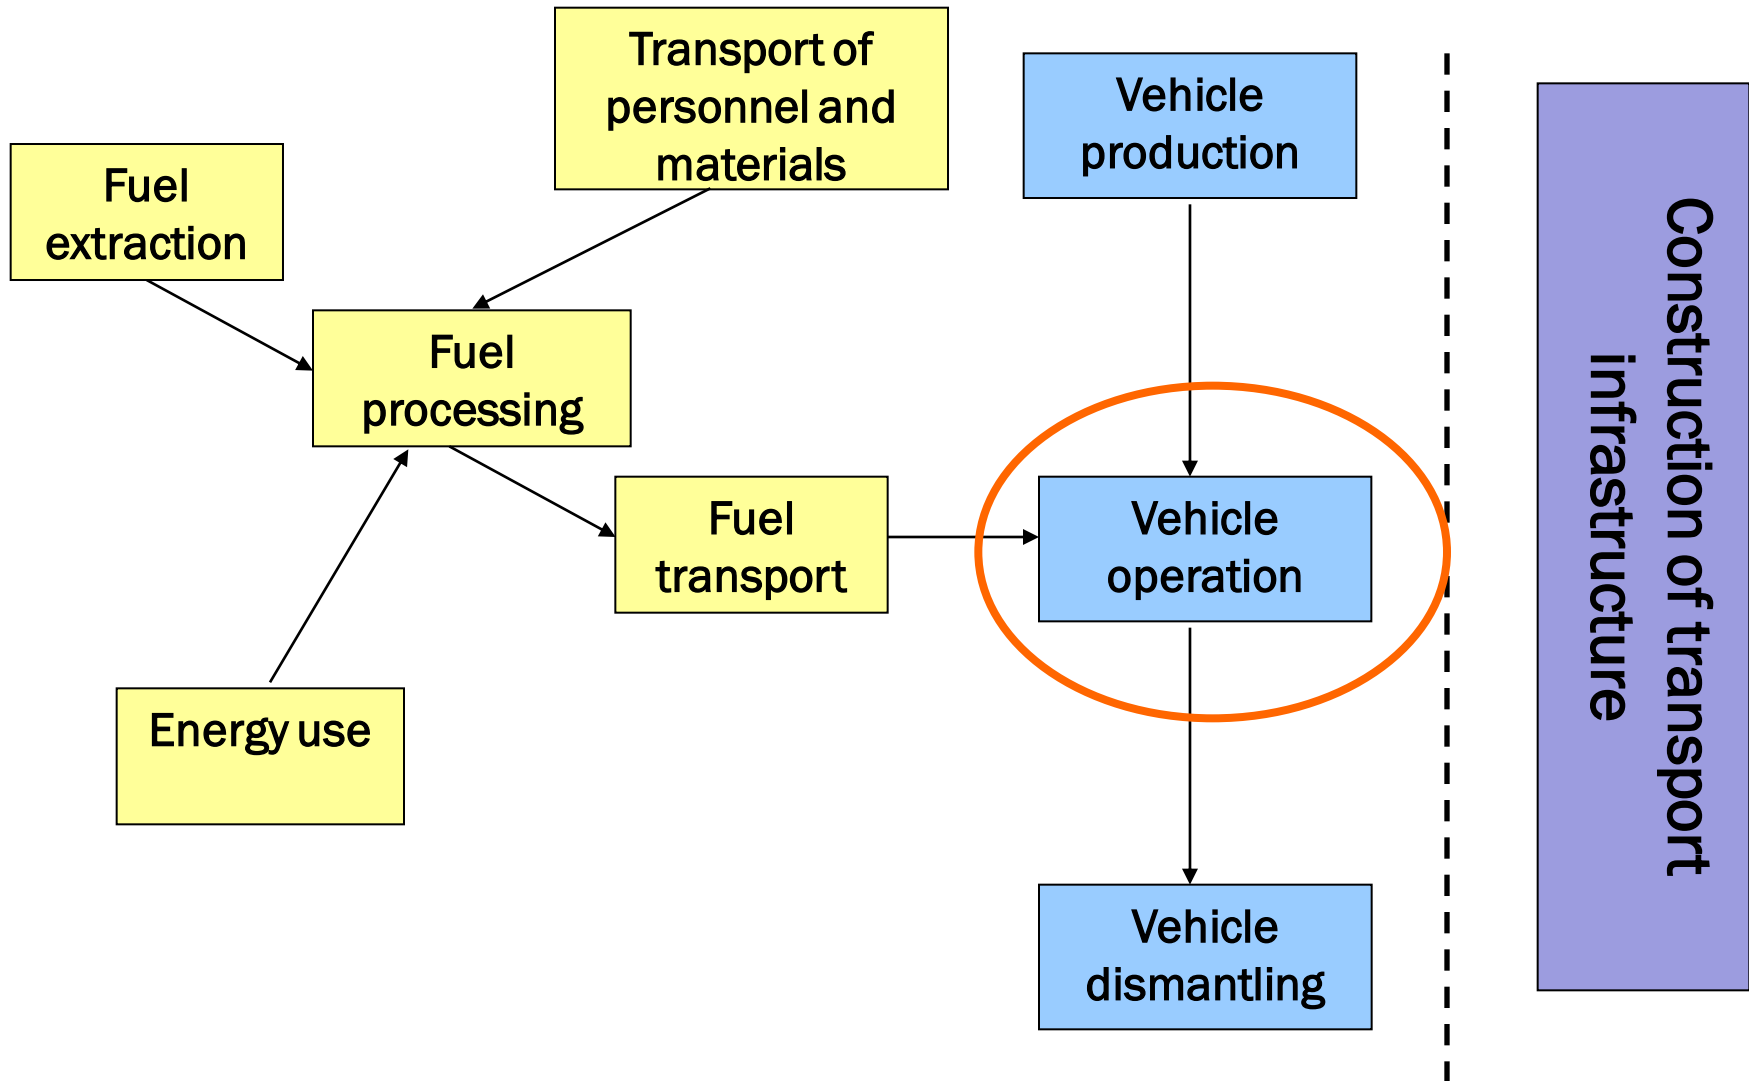 Transport of
personnel and
materials
Vehicle
production
Fuel
extraction
Fuel
processing
Fuel
transport
Vehicle
operation
Energy use
Vehicle
dismantling
Construction of transport
infrastructure